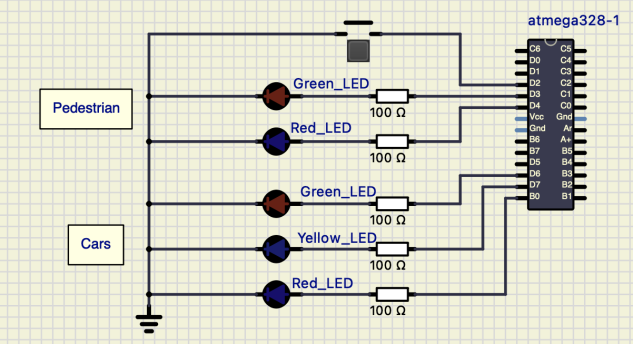 atmega328-1
C6 C5
D0 C4
D1 C3
D2 C2
D3 C1
D4 C0
Vcc Gnd
Gnd Ar
B6 A+
B7 B5
D5 B4
D6 B3
D7 B2
B0 B1
Green_LED
100 Ω
Pedestrian
Red_LED
100 Ω
Green_LED
100 Ω
Cars
Yellow_LED
100 Ω
Red_LED
100 Ω